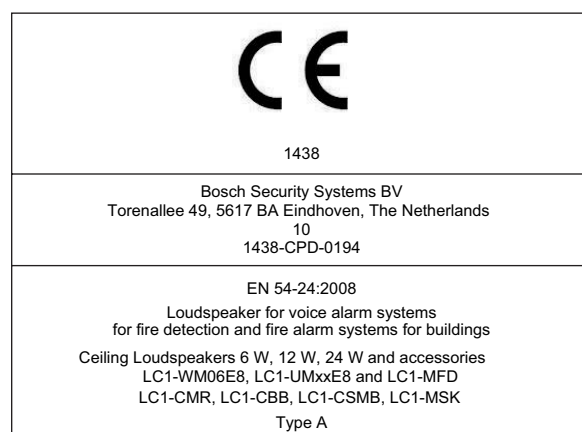 CE
1438
Bosch Security Systems BV
Torenallee 49, 5617 BA Eindhoven, The Netherlands
10
1438-CPD-0194
EN 54-24:2008
Loudspeaker for voice alarm systems
for fire detection and fire alarm systems for buildings
Ceiling Loudspeakers 6 W, 12 W, 24 W and accessories
LC1-WM06E8, LC1-UMxxE8 and LC1-MFD
LC1-CMR, LC1-CBB, LC1-CSMB, LC1-MSK
Type A